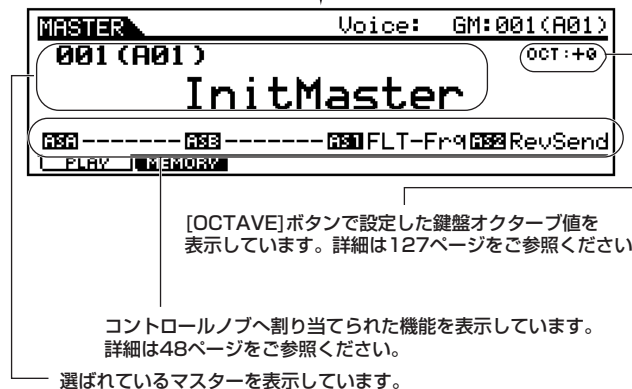 MASTER Voice: GM:001(A01)
001(A01) OCT:+0
InitMaster
ASA ------- ASB ------- AS1 FLT-Frq AS2 RevSend
PLAY MEMORY
[OCTAVE]ボタンで設定した鍵盤オクターブ値を
表示しています。詳細は127ページをご参照ください
コントロールノブへ割り当てられた機能を表示しています。
詳細は48ページをご参照ください。
選ばれているマスターを表示しています。